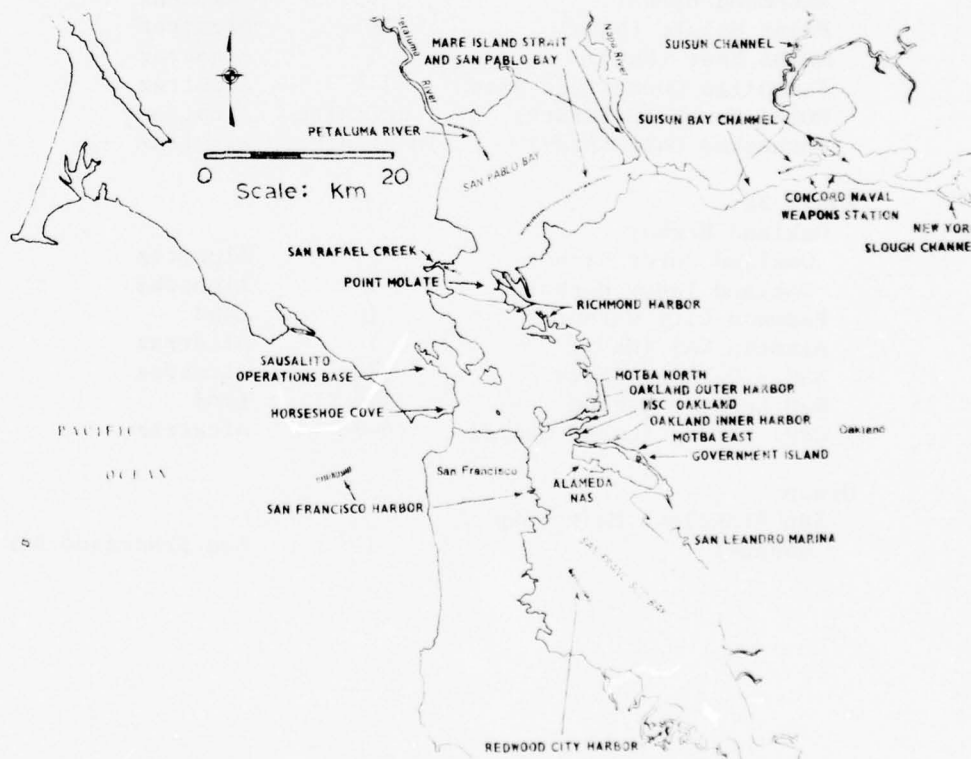 MARE ISLAND STRAIT
AND SAN PABLO BAY
SUISUN CHANNEL
Petaluma
River
Napa River
PETALUMA RIVER
SAN PABLO BAY
SUISUN BAY CHANNEL
0
20
Scale: Km
CONCORD NAVAL
WEAPONS STATION
NEW YORK
SLOUGH CHANNEL
SAN RAFAEL CREEK
POINT MOLATE
RICHMOND HARBOR
SAUSALITO
OPERATIONS BASE
MOTBA NORTH
OAKLAND OUTER HARBOR
NSC OAKLAND
OAKLAND INNER HARBOR
MOTBA EAST
GOVERNMENT ISLAND
Oakland
HORSESHOE COVE
PACIFIC
OCEAN
San Francisco
ALAMEDA
NAS
SAN FRANCISCO HARBOR
SAN LEANDRO MARINA
SAN FRANCISCO BAY
REDWOOD CITY HARBOR